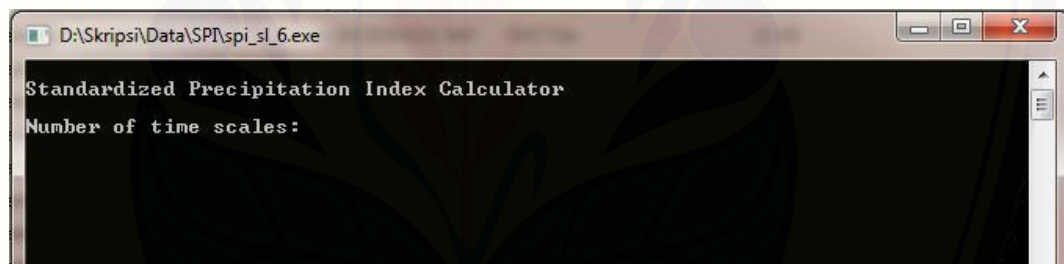 D:\Skripsi\Data\SPI\spi_sl_6.exe
Standardized Precipitation Index Calculator
Number of time scales: